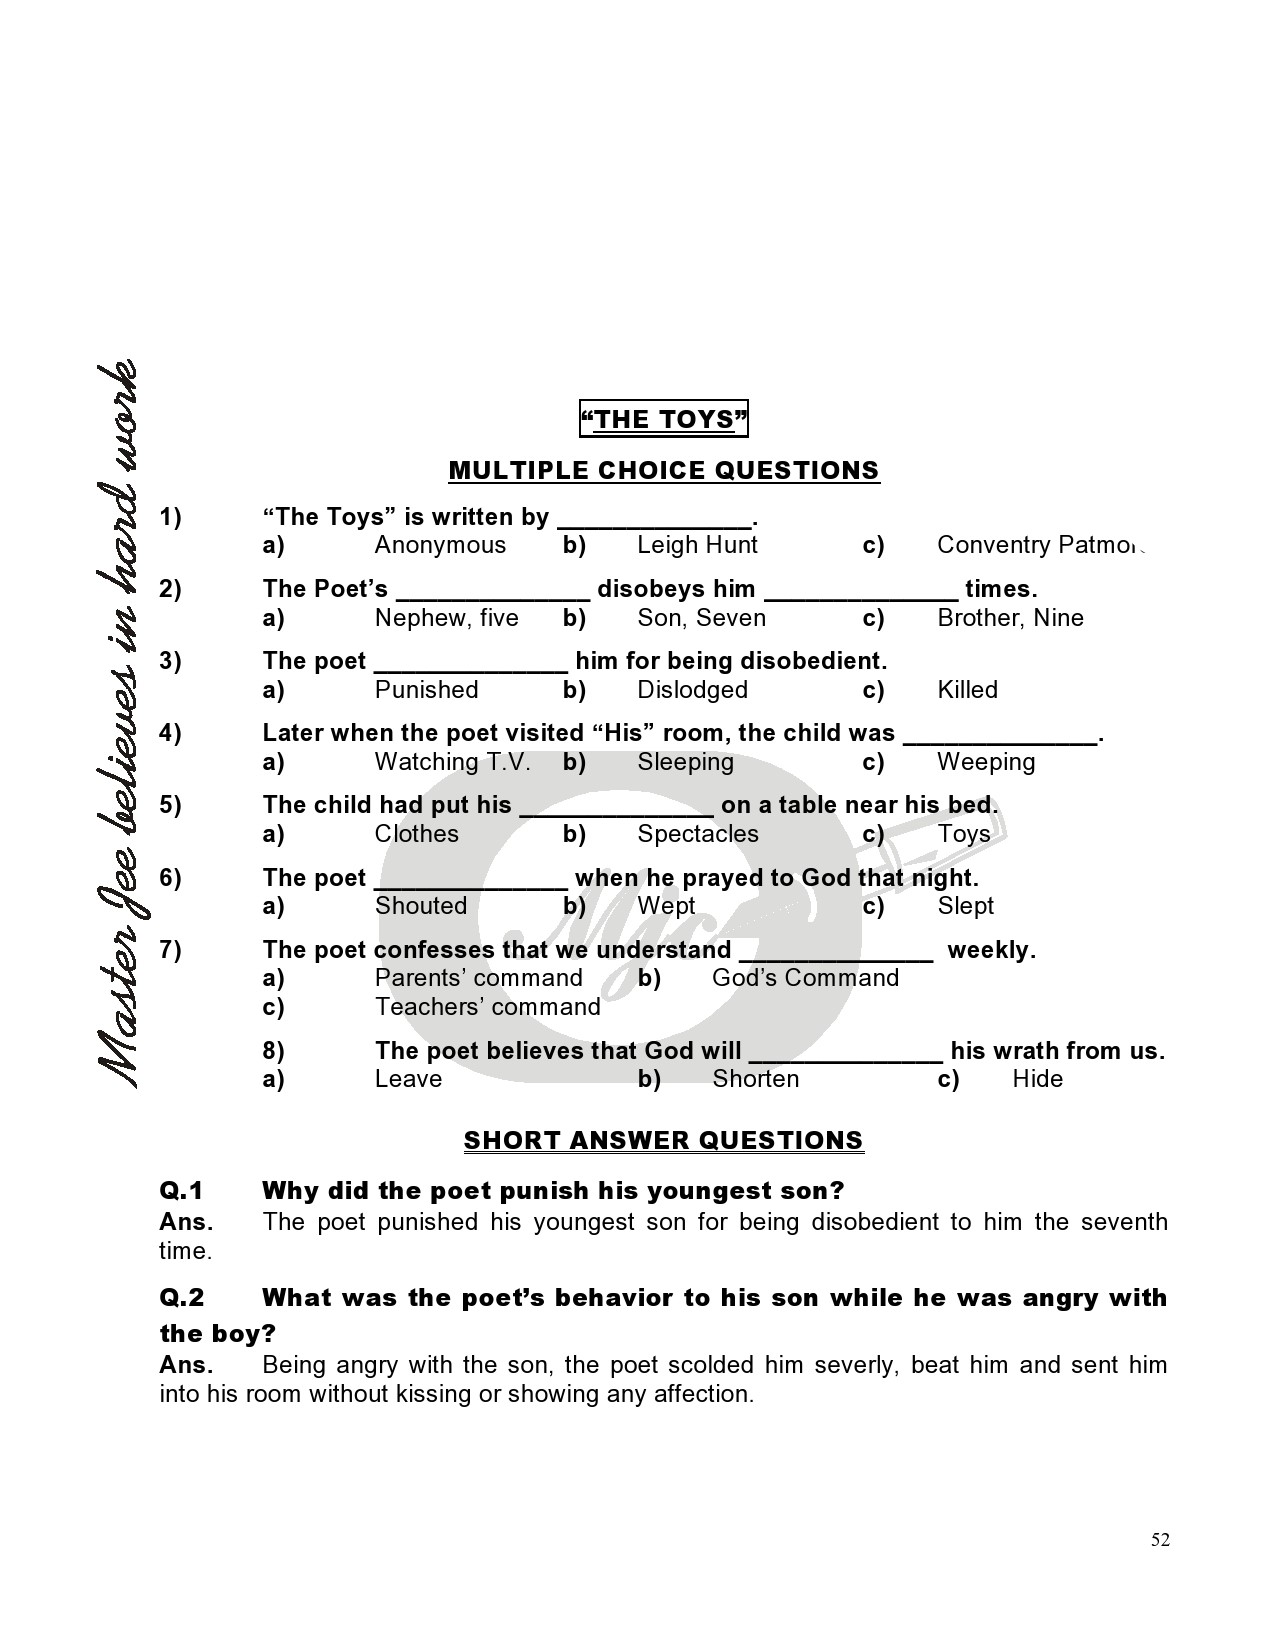 Master Jee believes in hard work
“THE TOYS”
MULTIPLE CHOICE QUESTIONS
1) “The Toys” is written by ______________.
a) Anonymous b) Leigh Hunt c) Conventry
2) The Poet’s ______________ disobeys him ______________ times.
a) Nephew, five b) Son, Seven c) Brother, Nine
3) The poet ______________ him for being disobedient.
a) Punished b) Dislodged c) Killed
4) Later when the poet visited “His” room, the child was ______________.
a) Watching T.V. b) Sleeping c) Weeping
5) The child had put his ______________ on a table near his bed.
a) Clothes b) Spectacles c) Toys
6) The poet ______________ when he prayed to God that night.
a) Shouted b) Wept c) Slept
Mjc
7) The poet confesses that we understand ______________ weekly.
a) Parents’ command b) God’s Command
c) Teachers’ command
8) The poet believes that God will ______________ his wrath from us.
a) Leave b) Shorten c) Hide
SHORT ANSWER QUESTIONS
Q.1 Why did the poet punish his youngest son?
Ans. The poet punished his youngest son for being disobedient to him the seventh
time.
Q.2 What was the poet’s behavior to his son while he was angry with
the boy?
Ans. Being angry with the son, the poet scolded him severly, beat him and sent him
into his room without kissing or showing any affection.
52